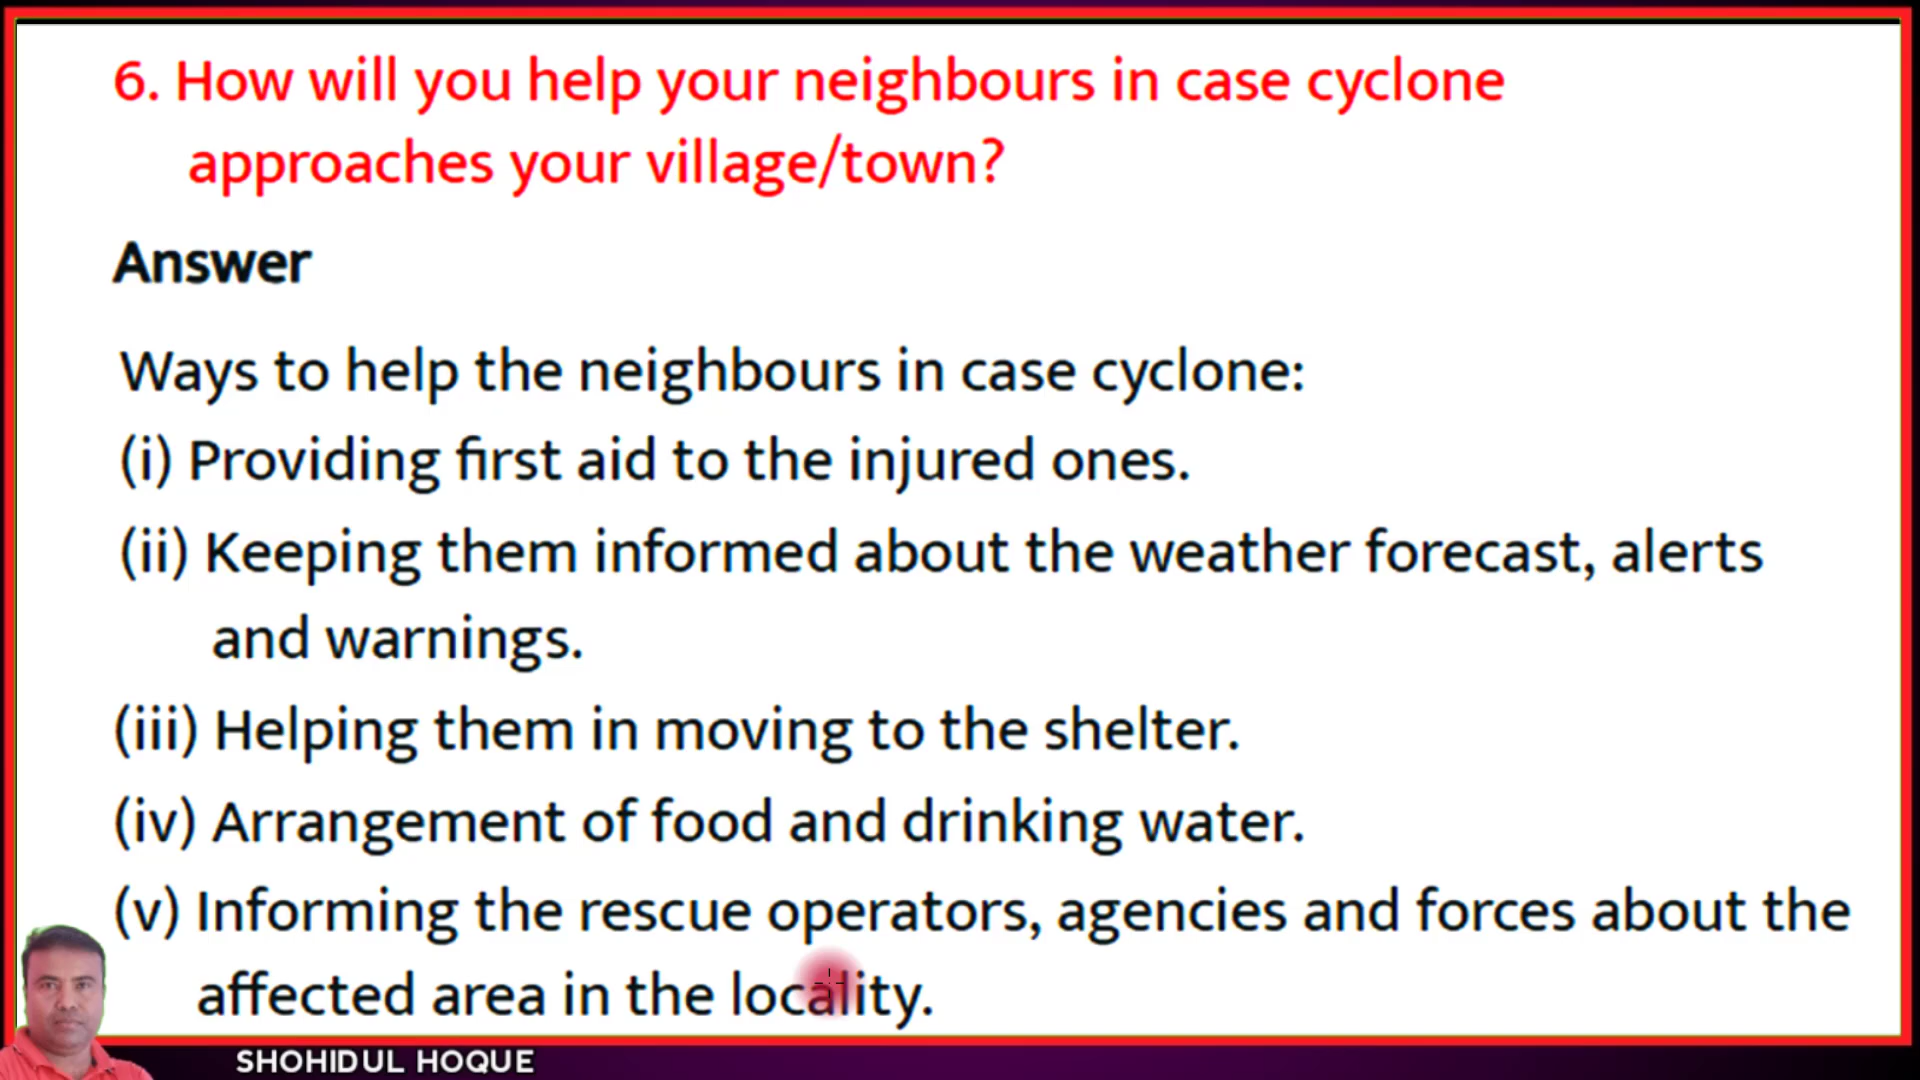 6. How will you help your neighbours in case cyclone
approaches your village/town?
Answer
Ways to help the neighbours in case cyclone:
(i) Providing first aid to the injured ones.
(ii) Keeping them informed about the weather forecast, alerts
and warnings.
(iii) Helping them in moving to the shelter.
(iv) Arrangement of food and drinking water.
(v) Informing the rescue operators, agencies and forces about the
affected area in the locality.
SHOHIDUL HOQUE